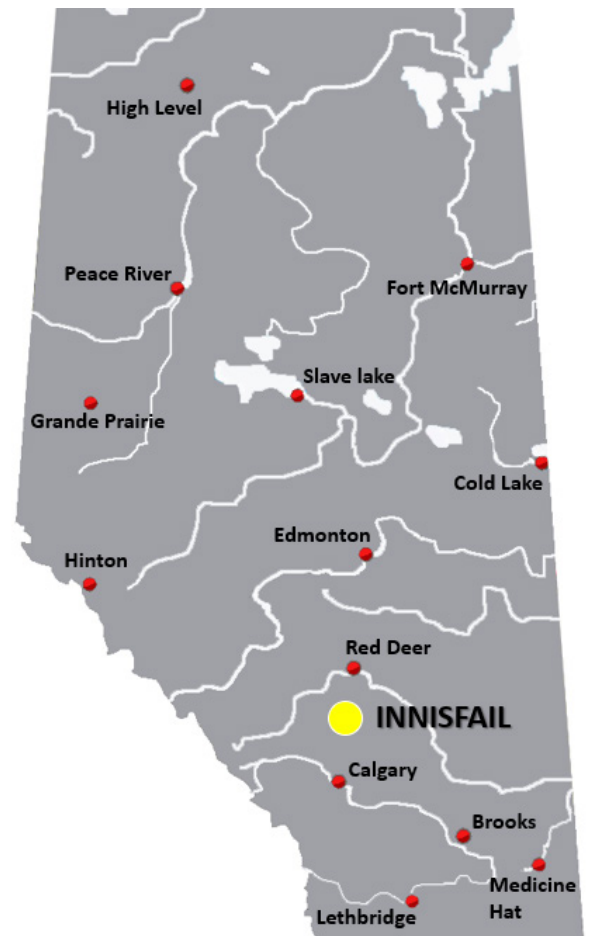 High Level
Peace River
Fort McMurray
Slave lake
Grande Prairie
Cold Lake
Edmonton
Hinton
Red Deer
INNISFAIL
Calgary
Brooks
Medicine
Hat
Lethbridge